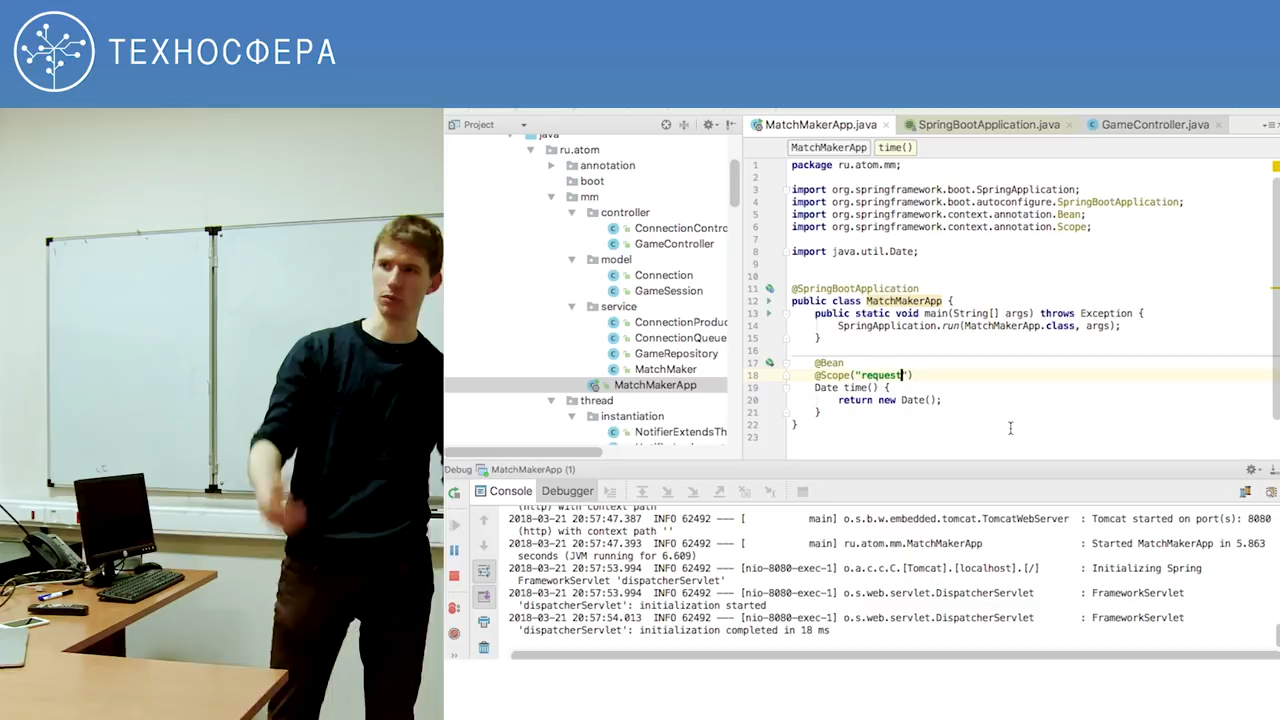 ТЕХНОСФЕРА
Project
MatchMakerApp.java
SpringBootApplication.java
GameController.java
java
ru.atom
annotation
boot
mm
controller
ConnectionContro
GameController
model
Connection
GameSession
service
ConnectionProduc
ConnectionQueue
GameRepository
MatchMaker
MatchMakerApp
thread
instantiation
NotifierExtendsTh
MatchMakerApp
time()
1 package ru.atom.mm;
2
3 import org.springframework.boot.SpringApplication;
4 import org.springframework.boot.autoconfigure.SpringBootApplication;
5 import org.springframework.context.annotation.Bean;
6 import org.springframework.context.annotation.Scope;
7
8 import java.util.Date;
9
10
11 @SpringBootApplication
12 public class MatchMakerApp {
13 public static void main(String[] args) throws Exception {
14 SpringApplication.run(MatchMakerApp.class, args);
15 }
16
17 @Bean
18 @Scope("request")
19 Date time() {
20 return new Date();
21 }
22 }
23
Debug MatchMakerApp (1)
Console Debugger
(http) with context path
2018-03-21 20:57:47.387 INFO 62492 --- [ main] o.s.b.w.embedded.tomcat.TomcatWebServer : Tomcat started on port(s): 8080
(http) with context path ''
2018-03-21 20:57:47.393 INFO 62492 --- [ main] ru.atom.mm.MatchMakerApp : Started MatchMakerApp in 5.863
seconds (JVM running for 6.609)
2018-03-21 20:57:53.994 INFO 62492 --- [nio-8080-exec-1] o.a.c.c.C.[Tomcat].[localhost].[/] : Initializing Spring
FrameworkServlet 'dispatcherServlet'
2018-03-21 20:57:53.994 INFO 62492 --- [nio-8080-exec-1] o.s.web.servlet.DispatcherServlet : FrameworkServlet
'dispatcherServlet': initialization started
2018-03-21 20:57:54.013 INFO 62492 --- [nio-8080-exec-1] o.s.web.servlet.DispatcherServlet : FrameworkServlet
'dispatcherServlet': initialization completed in 18 ms